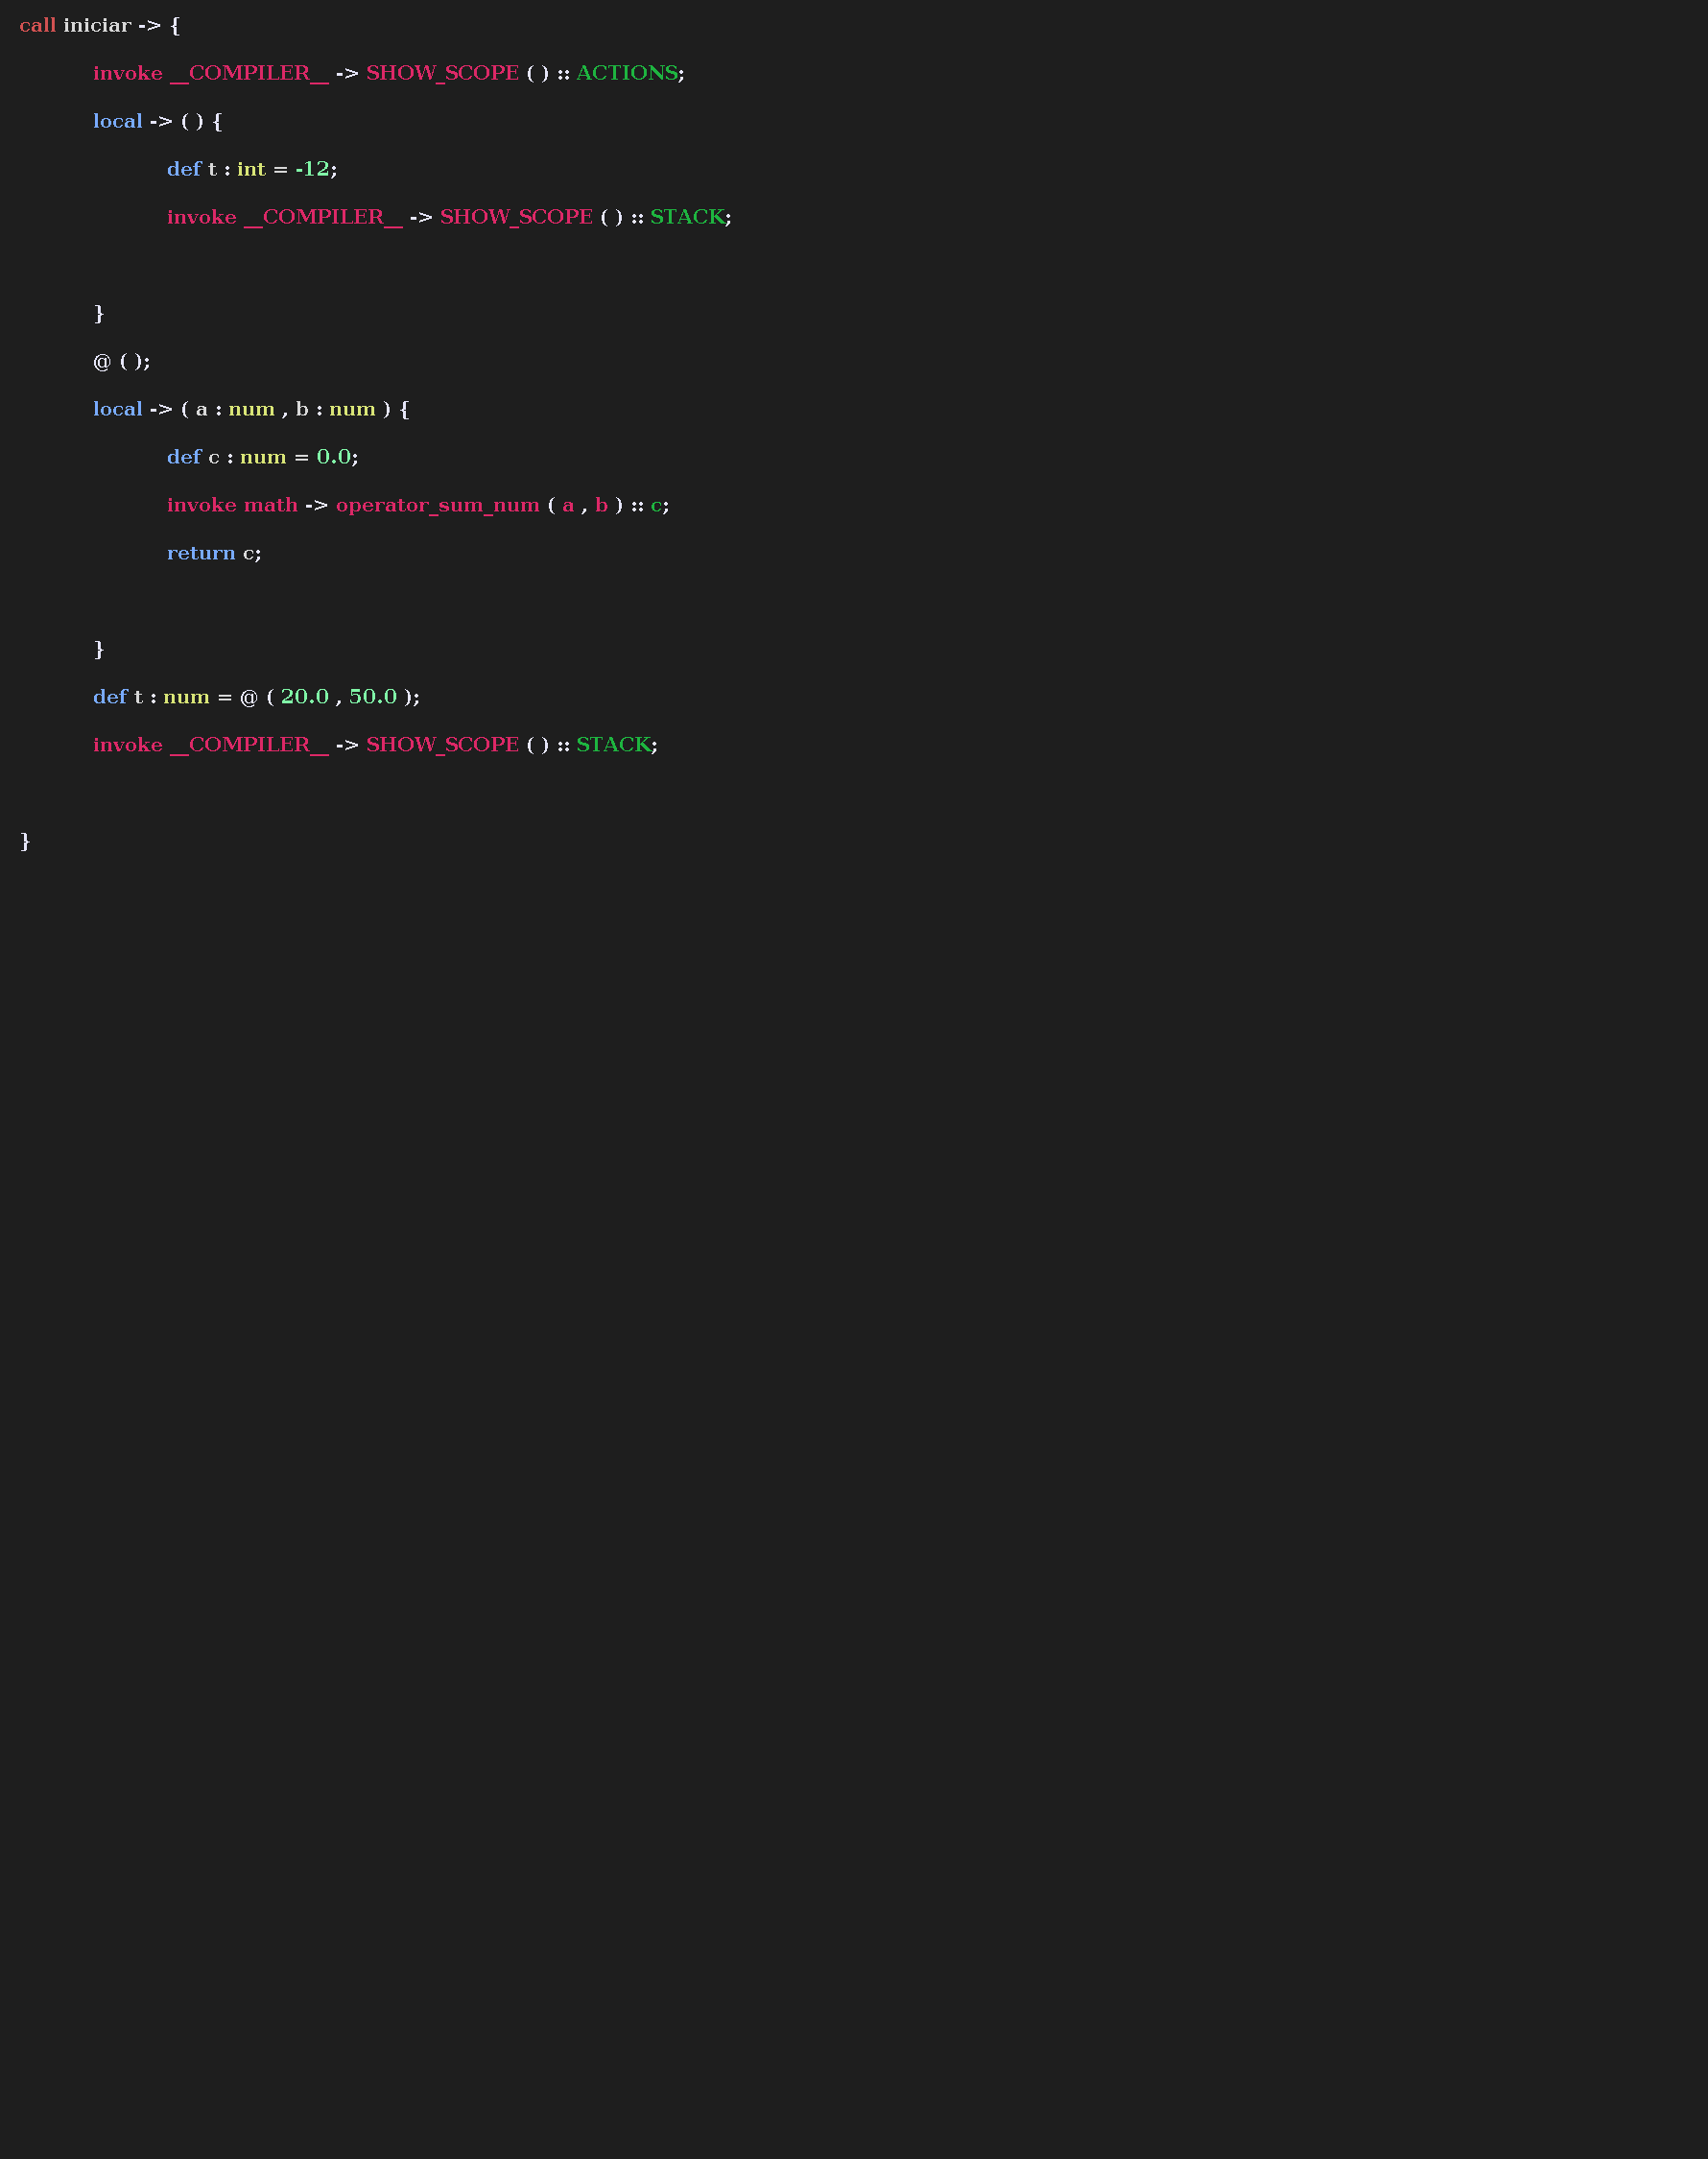 call iniciar -> {
invoke __COMPILER__ -> SHOW_SCOPE ( ) :: ACTIONS;
local -> ( ) {
def t : int = -12;
invoke __COMPILER__ -> SHOW_SCOPE ( ) :: STACK;
}
@ ( );
local -> ( a : num , b : num ) {
def c : num = 0.0;
invoke math -> operator_sum_num ( a , b ) :: c;
return c;
}
def t : num = @ ( 20.0 , 50.0 );
invoke __COMPILER__ -> SHOW_SCOPE ( ) :: STACK;
}